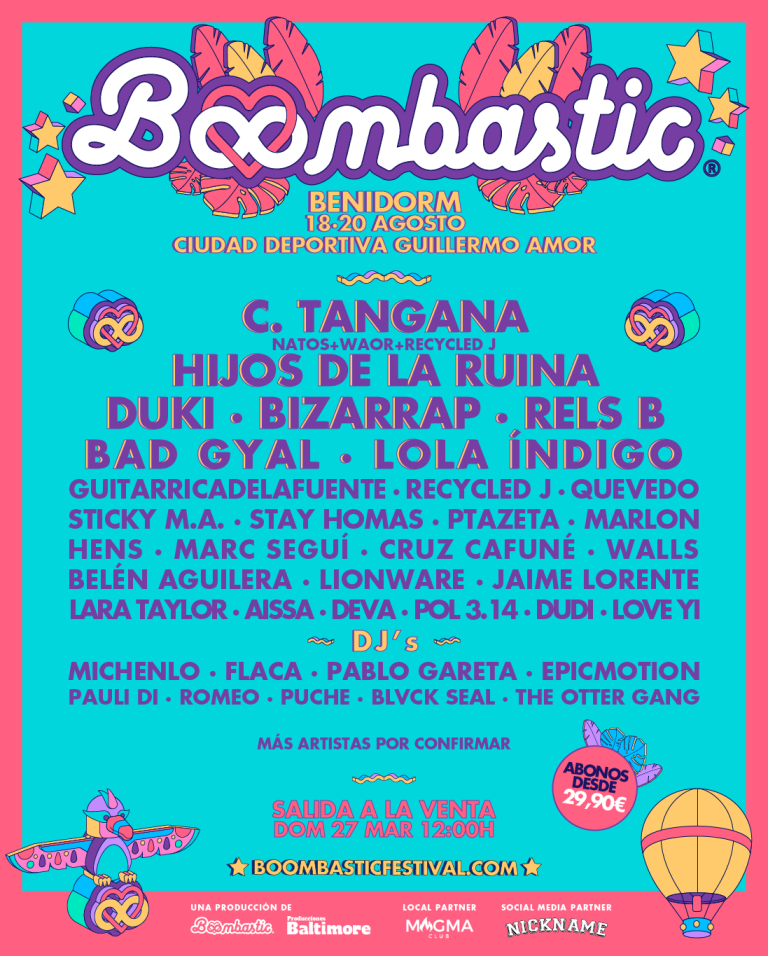 Boombastic
®
BENIDORM
18·20 AGOSTO
CIUDAD DEPORTIVA GUILLERMO AMOR
C. TANGANA
NATOS+WAOR+RECYCLED J
HIJOS DE LA RUINA
DUKI · BIZARRAP · RELS B
BAD GYAL · LOLA ÍNDIGO
GUITARRICADELAFUENTE · RECYCLED J · QUEVEDO
STICKY M.A. · STAY HOMAS · PTAZETA · MARLON
HENS · MARC SEGUÍ · CRUZ CAFUNÉ · WALLS
BELÉN AGUILERA · LIONWARE · JAIME LORENTE
LARA TAYLOR · AISSA · DEVA · POL 3.14 · DUDI · LOVE YI
DJ's
MICHENLO · FLACA · PABLO GARETA · EPICMOTION
PAULI DI · ROMEO · PUCHE · BLVCK SEAL · THE OTTER GANG
MÁS ARTISTAS POR CONFIRMAR
ABONOS
DESDE
29,90€
SALIDA A LA VENTA
DOM 27 MAR 12:00H
BOOMBASTICFESTIVAL.COM
UNA PRODUCCIÓN DE
Boombastic
Producciones
Baltimore
LOCAL PARTNER
MAGMA
CLUB
SOCIAL MEDIA PARTNER
NICKNAME